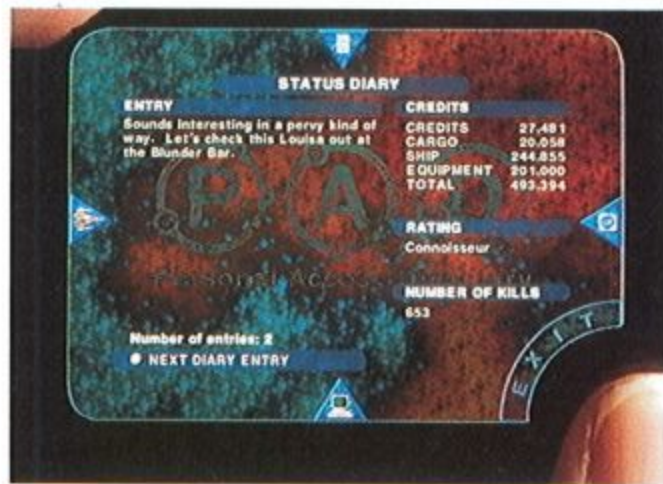 STATUS DIARY
ENTRY
Sounds interesting in a pervy kind of
way. Let's check this Louisa out at
the Blunder Bar.
CREDITS
CREDITS 27,481
CARGO 20,058
SHIP 244,855
EQUIPMENT 201,000
TOTAL 493,394
P A
Personal Access
RATING
Connoisseur
NUMBER OF KILLS
653
Number of entries: 2
NEXT DIARY ENTRY
EXIT